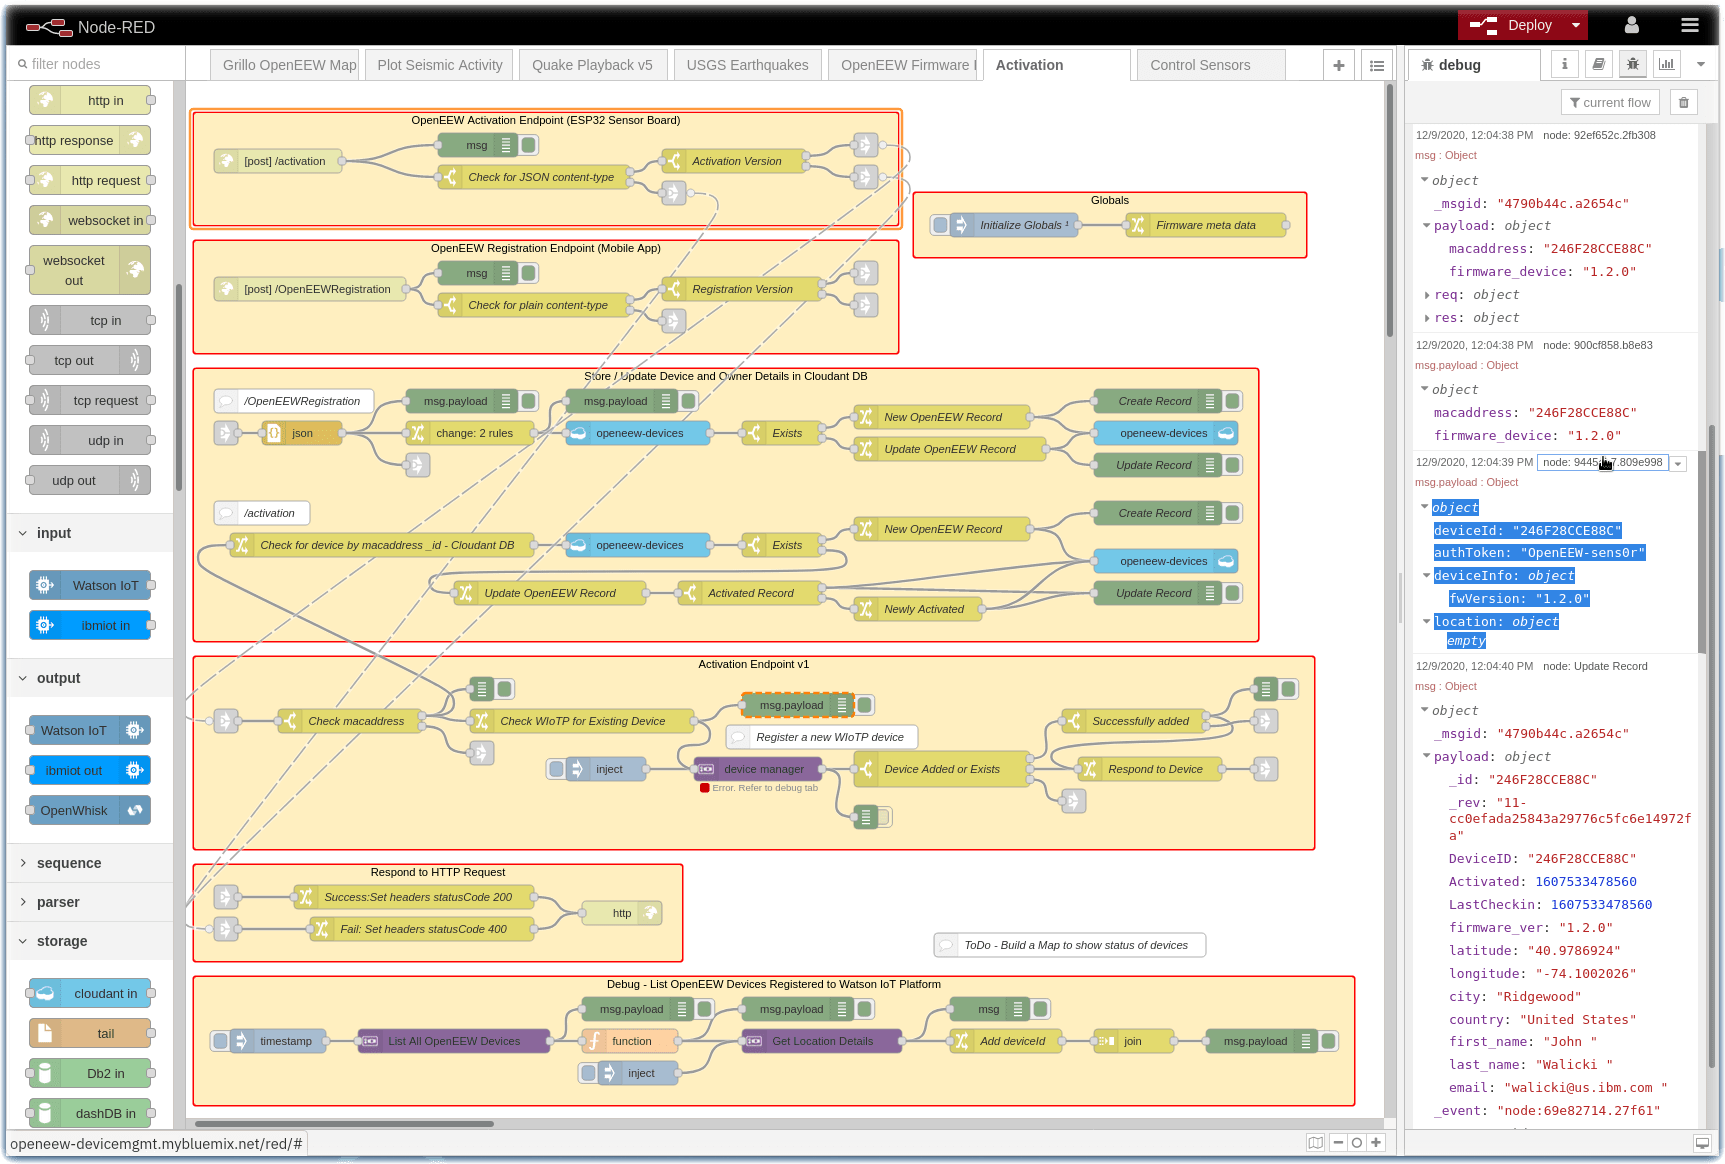 Node-RED
Deploy
filter nodes
Grillo OpenEEW Map
Plot Seismic Activity
Quake Playback v5
USGS Earthquakes
OpenEEW Firmware
Activation
Control Sensors
debug
current flow
http in
http response
http request
websocket in
websocket
out
tcp in
tcp out
tcp request
udp in
udp out
input
Watson IoT
ibmiot in
output
Watson IoT
ibmiot out
OpenWhisk
sequence
parser
storage
cloudant in
tail
Db2 in
dashDB in
openeew-devicemgmt.mybluemix.net/red/#
OpenEEW Activation Endpoint (ESP32 Sensor Board)
[post] /activation
msg
Check for JSON content-type
Activation Version
Globals
Initialize Globals ¹
Firmware meta data
OpenEEW Registration Endpoint (Mobile App)
[post] /OpenEEWRegistration
msg
Check for plain content-type
Registration Version
Store / Update Device and Owner Details in Cloudant DB
/OpenEEWRegistration
msg.payload
msg.payload
Create Record
json
change: 2 rules
openeew-devices
Exists
New OpenEEW Record
Update OpenEEW Record
openeew-devices
Update Record
/activation
Create Record
Check for device by macaddress _id - Cloudant DB
openeew-devices
Exists
New OpenEEW Record
openeew-devices
Update OpenEEW Record
Activated Record
Newly Activated
Update Record
Activation Endpoint v1
Check macaddress
Check WIoTP for Existing Device
msg.payload
Register a new WIoTP device
Successfully added
inject
device manager
Error. Refer to debug tab
Device Added or Exists
Respond to Device
Respond to HTTP Request
Success:Set headers statusCode 200
Fail: Set headers statusCode 400
http
ToDo - Build a Map to show status of devices
Debug - List OpenEEW Devices Registered to Watson IoT Platform
msg.payload
msg.payload
msg
timestamp
List All OpenEEW Devices
function
Get Location Details
Add deviceId
join
msg.payload
inject
12/9/2020, 12:04:38 PM node: 92ef652c.2fb308
msg : Object
object
_msgid: "4790b44c.a2654c"
payload: object
macaddress: "246F28CCE88C"
firmware_device: "1.2.0"
req: object
res: object
12/9/2020, 12:04:38 PM node: 900cf858.b8e83
msg.payload : Object
object
macaddress: "246F28CCE88C"
firmware_device: "1.2.0"
12/9/2020, 12:04:39 PM node:
msg.payload : Object
object
deviceId: "246F28CCE88C"
authToken: "OpenEEW-sens0r"
deviceInfo: object
fwVersion: "1.2.0"
location: object
empty
12/9/2020, 12:04:40 PM node: Update Record
msg : Object
object
_msgid: "4790b44c.a2654c"
payload: object
_id: "246F28CCE88C"
_rev: "11-
cc0efada25843a29776c5fc6e14972f
a"
DeviceID: "246F28CCE88C"
Activated: 1607533478560
LastCheckin: 1607533478560
firmware_ver: "1.2.0"
latitude: "40.9786924"
longitude: "-74.1002026"
city: "Ridgewood"
country: "United States"
first_name: "John "
last_name: "Walicki "
email: "walicki@us.ibm.com "
_event: "node:69e82714.27f61"